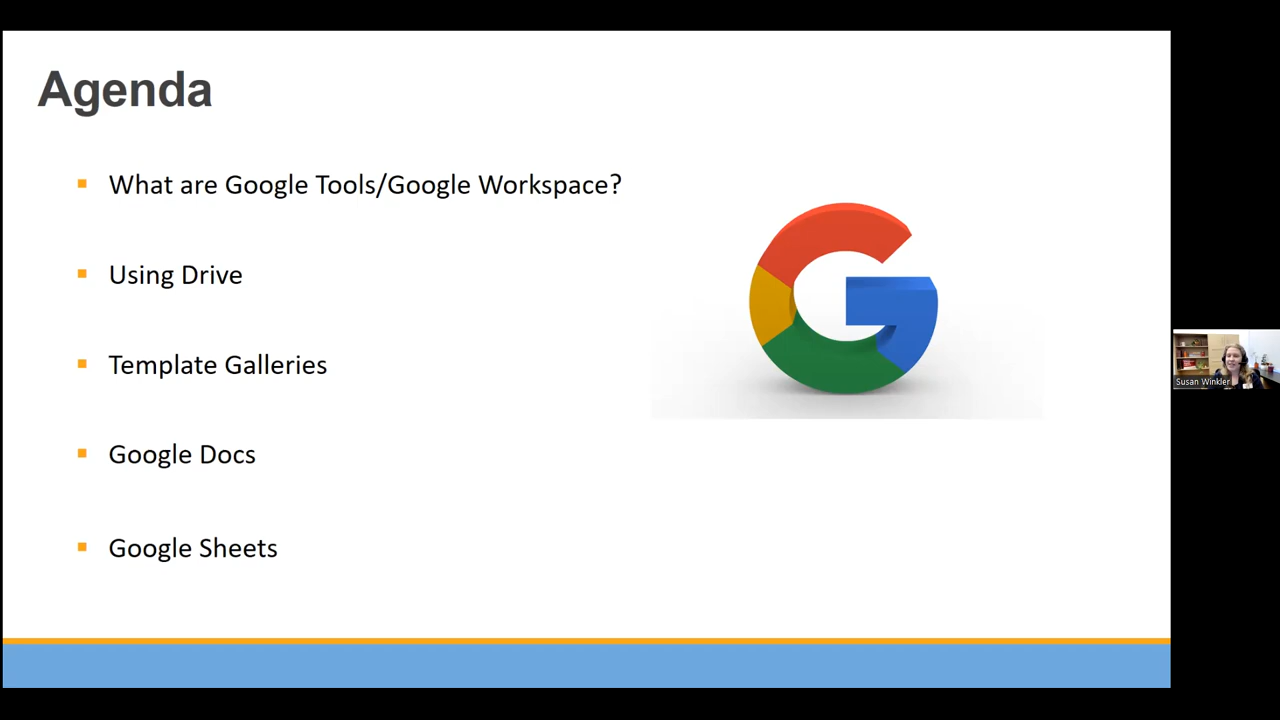 Agenda
What are Google Tools/Google Workspace?
Using Drive
Template Galleries
Google Docs
Google Sheets
Susan Winkler